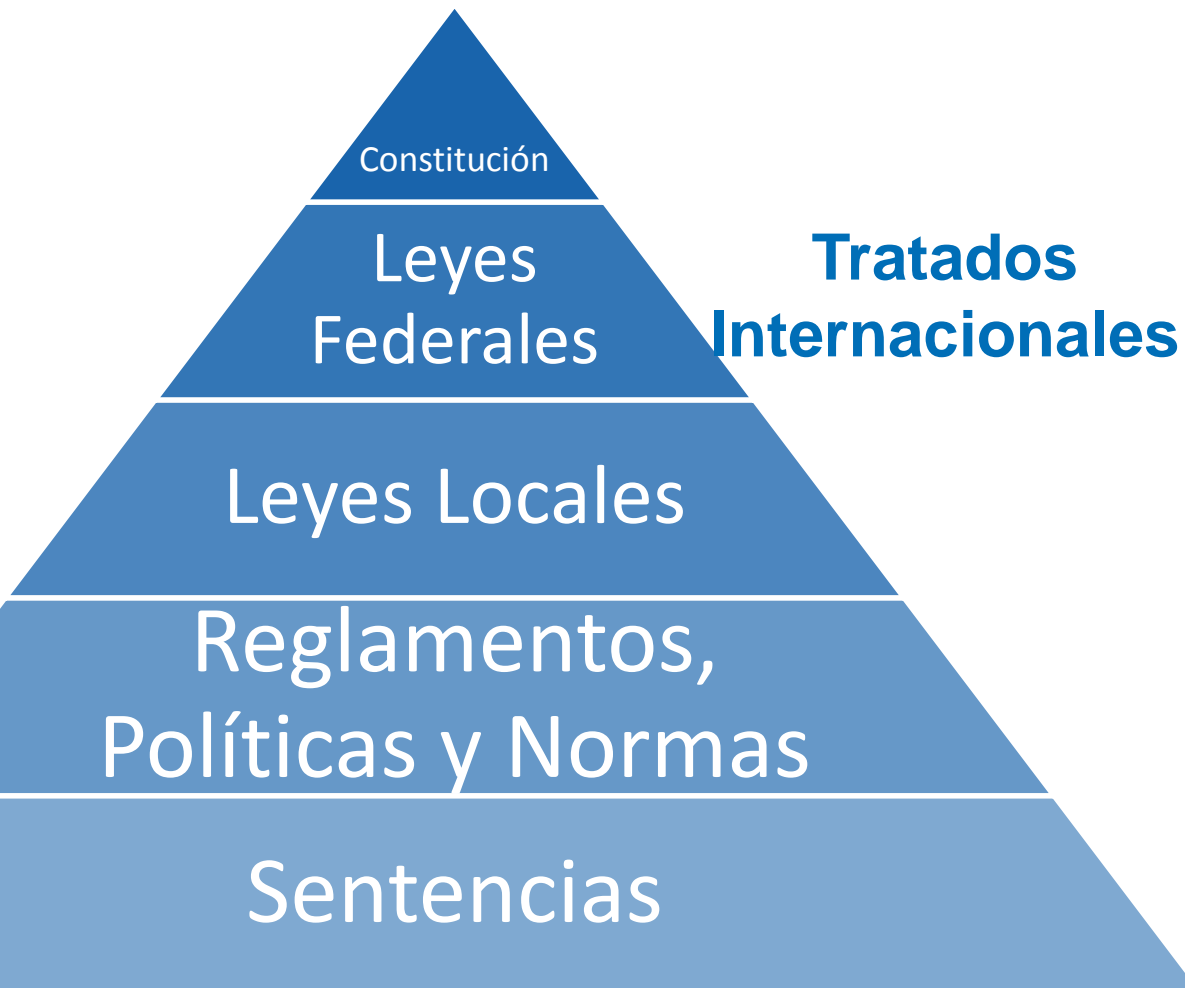 Constitución
Leyes
Federales
Tratados
Internacionales
Leyes Locales
Reglamentos,
Políticas y Normas
Sentencias